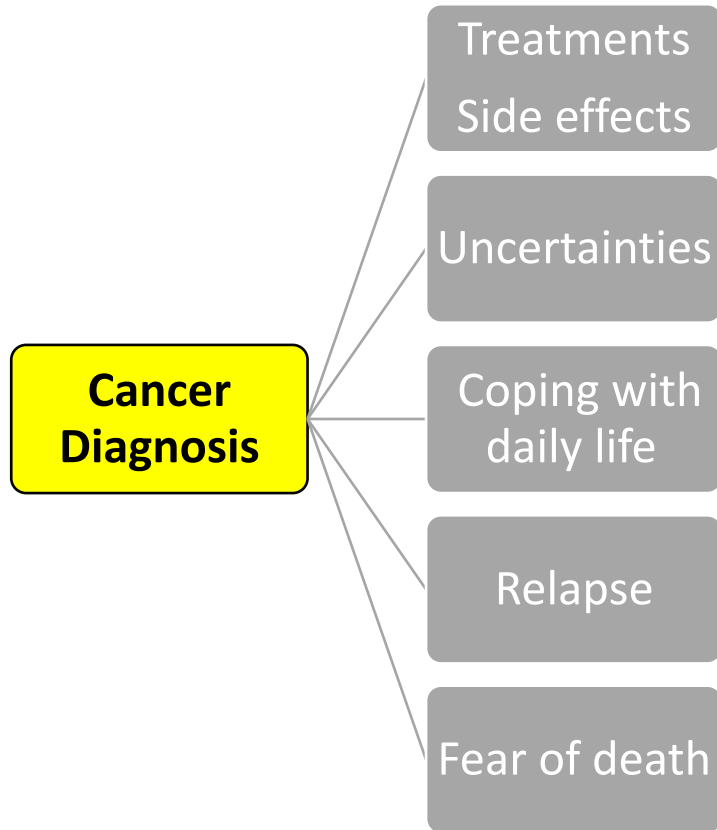 Treatments
Side effects
Uncertainties
Cancer
Diagnosis
Coping with
daily life
Relapse
Fear of death